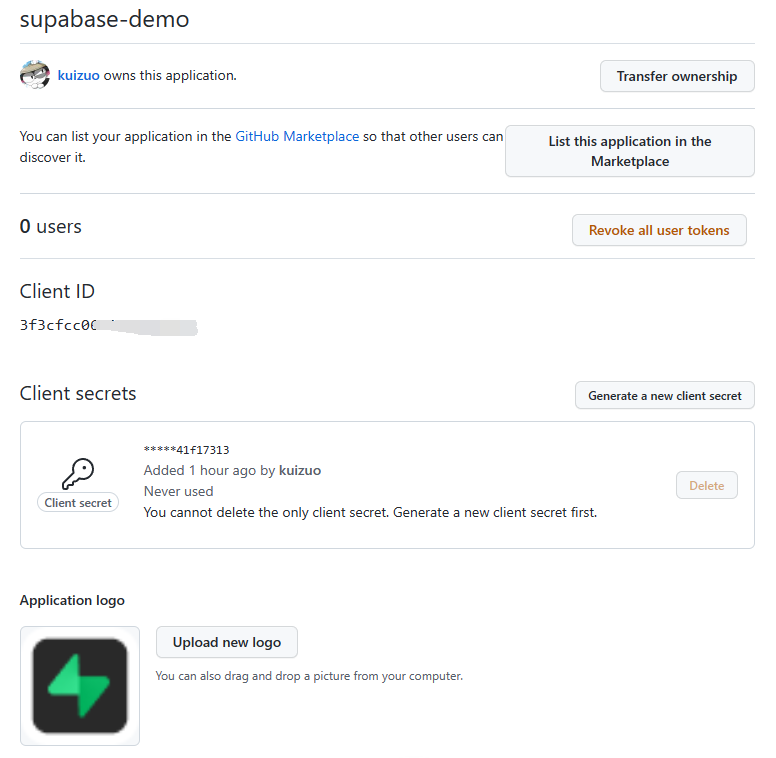 supabase-demo
kuizuo owns this application.
Transfer ownership
You can list your application in the GitHub Marketplace so that other users can
discover it.
List this application in the
Marketplace
0 users
Revoke all user tokens
Client ID
3f3cfcc0
Client secrets
Generate a new client secret
*****41f17313
Added 1 hour ago by kuizuo
Never used
Client secret
You cannot delete the only client secret. Generate a new client secret first.
Delete
Application logo
Upload new logo
You can also drag and drop a picture from your computer.